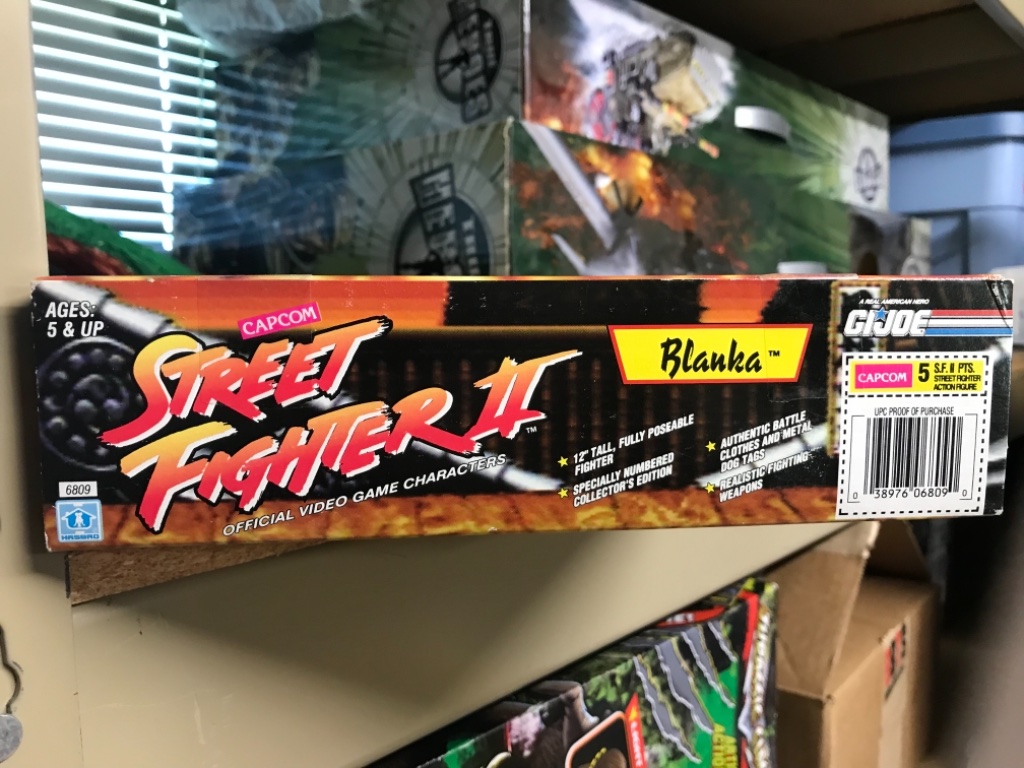 AGES:
5 & UP
CAPCOM
STREET
FIGHTER II™
OFFICIAL VIDEO GAME CHARACTERS
6809
HASBRO
Blanka™
★ 12" TALL, FULLY POSEABLE
FIGHTER
★ SPECIALLY NUMBERED
COLLECTOR'S EDITION
★ AUTHENTIC BATTLE
CLOTHES AND METAL
DOG TAGS
★ REALISTIC FIGHTING
WEAPONS
A REAL AMERICAN HERO
GI JOE
CAPCOM 5 S.F. II PTS.
STREET FIGHTER
ACTION FIGURE
UPC PROOF OF PURCHASE
0 38976 06809 0